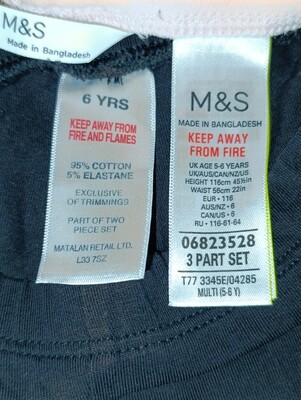 M&S
Made in Bangladesh
6 YRS
KEEP AWAY FROM
FIRE AND FLAMES
95% COTTON
5% ELASTANE
EXCLUSIVE
OF TRIMMINGS
PART OF TWO
PIECE SET
MATALAN RETAIL LTD.
L33 7SZ
M&S
MADE IN BANGLADESH
KEEP AWAY
FROM FIRE
UK AGE 5-6 YEARS
UK/AUS/CAN/NZ/US
HEIGHT 116cm 45½in
WAIST 56cm 22in
EUR • 116
AUS/NZ • 6
CAN/US • 6
RU • 116-61-64
06823528
3 PART SET
T77 3345E/04285
MULTI (5-6 Y)